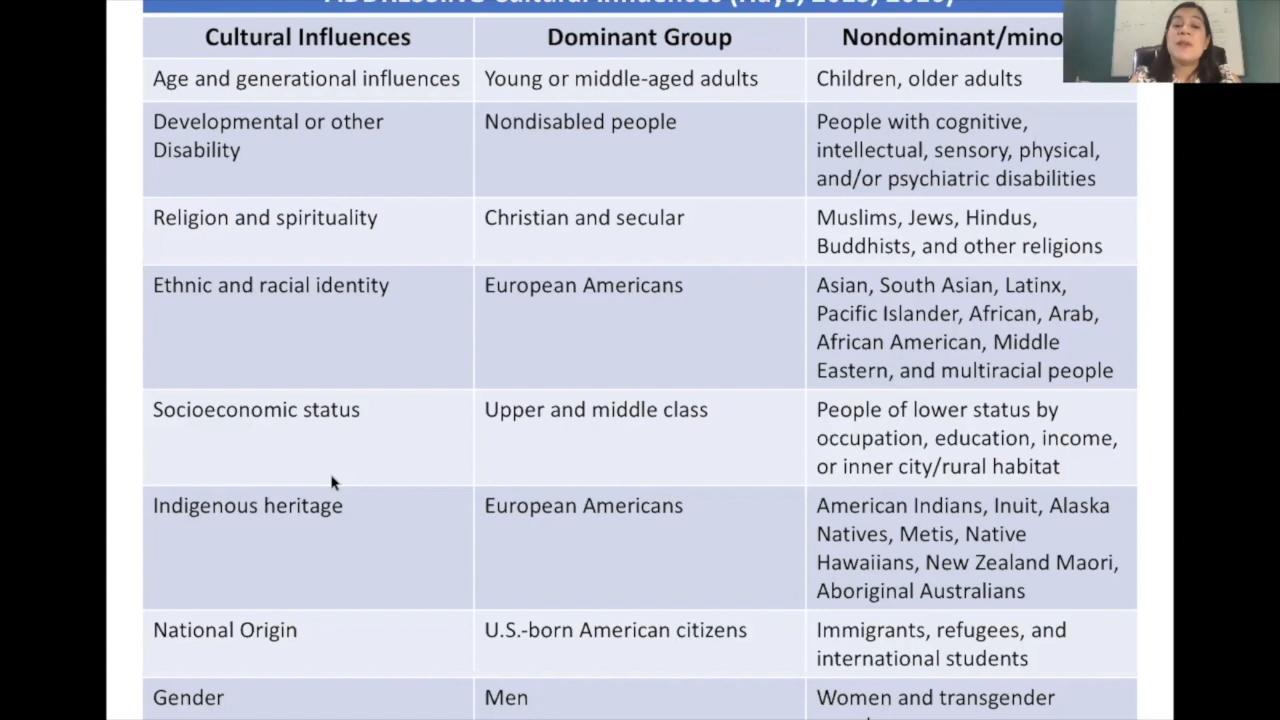 ADDRESSING Cultural Influences (Hays,
Cultural Influences
Dominant Group
Nondominant/mino
Age and generational influences
Young or middle-aged adults
Children, older adults
Developmental or other
Disability
Nondisabled people
People with cognitive,
intellectual, sensory, physical,
and/or psychiatric disabilities
Religion and spirituality
Christian and secular
Muslims, Jews, Hindus,
Buddhists, and other religions
Ethnic and racial identity
European Americans
Asian, South Asian, Latinx,
Pacific Islander, African, Arab,
African American, Middle
Eastern, and multiracial people
Socioeconomic status
Upper and middle class
People of lower status by
occupation, education, income,
or inner city/rural habitat
Indigenous heritage
European Americans
American Indians, Inuit, Alaska
Natives, Metis, Native
Hawaiians, New Zealand Maori,
Aboriginal Australians
National Origin
U.S.-born American citizens
Immigrants, refugees, and
international students
Gender
Men
Women and transgender